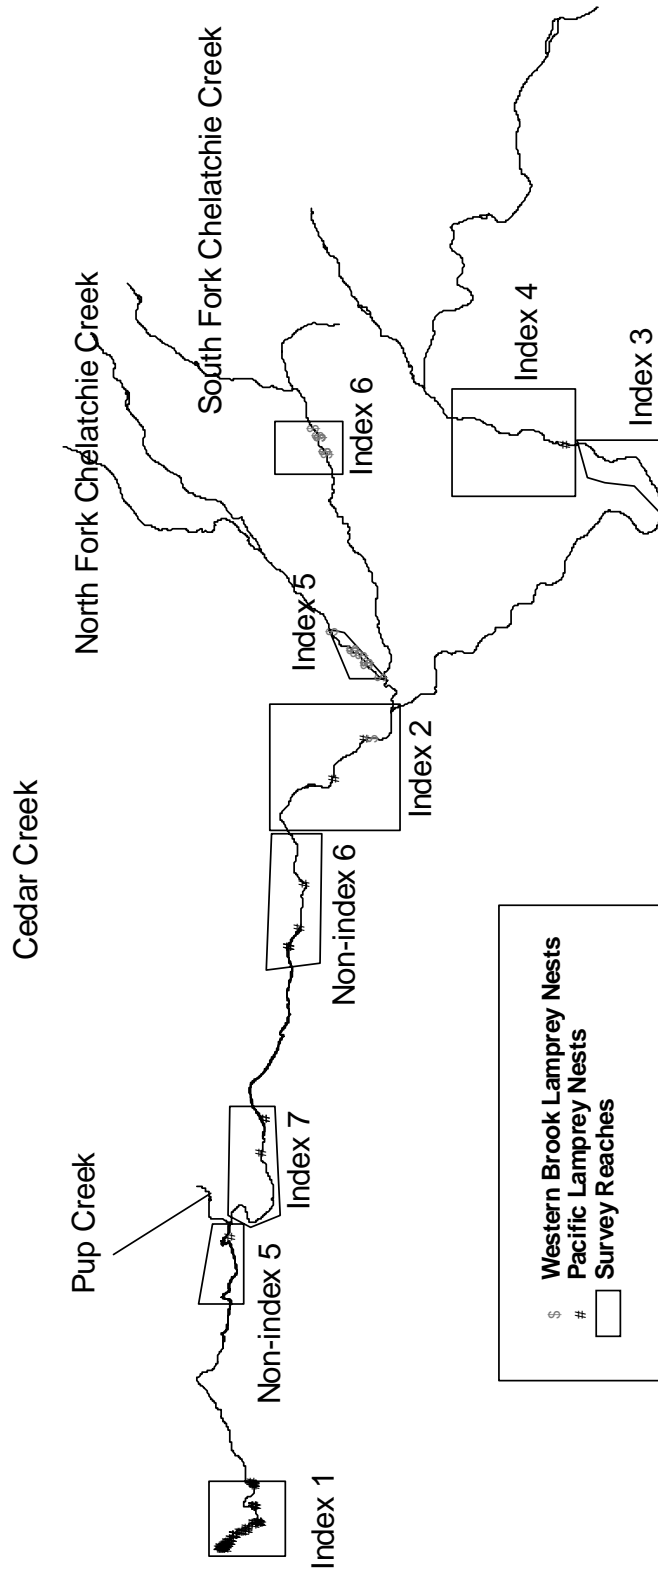 Cedar Creek
North Fork Chelatchie Creek
South Fork Chelatchie Creek
Pup Creek
Index 1
Non-index 5
Index 7
Non-index 6
Index 2
Index 5
Index 6
Index 4
Index 3
$ Western Brook Lamprey Nests
# Pacific Lamprey Nests
Survey Reaches